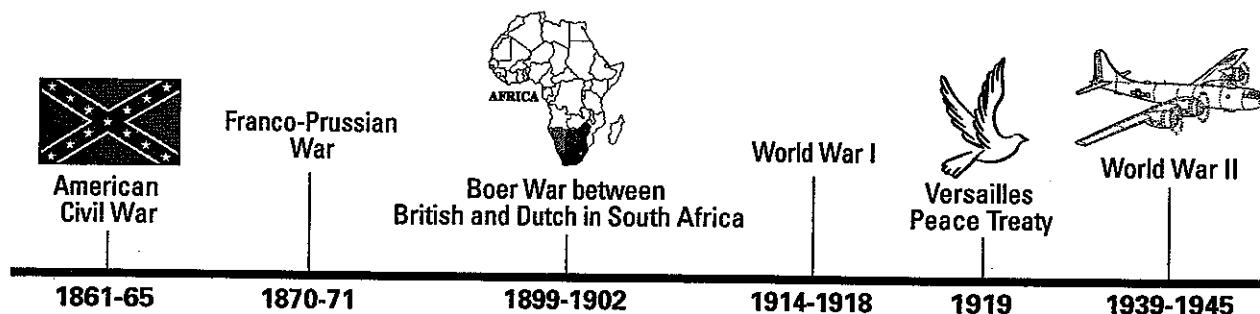 American
Civil War
Franco-Prussian
War
AFRICA
Boer War between
British and Dutch in South Africa
World War I
Versailles
Peace Treaty
World War II
1861-65
1870-71
1899-1902
1914-1918
1919
1939-1945